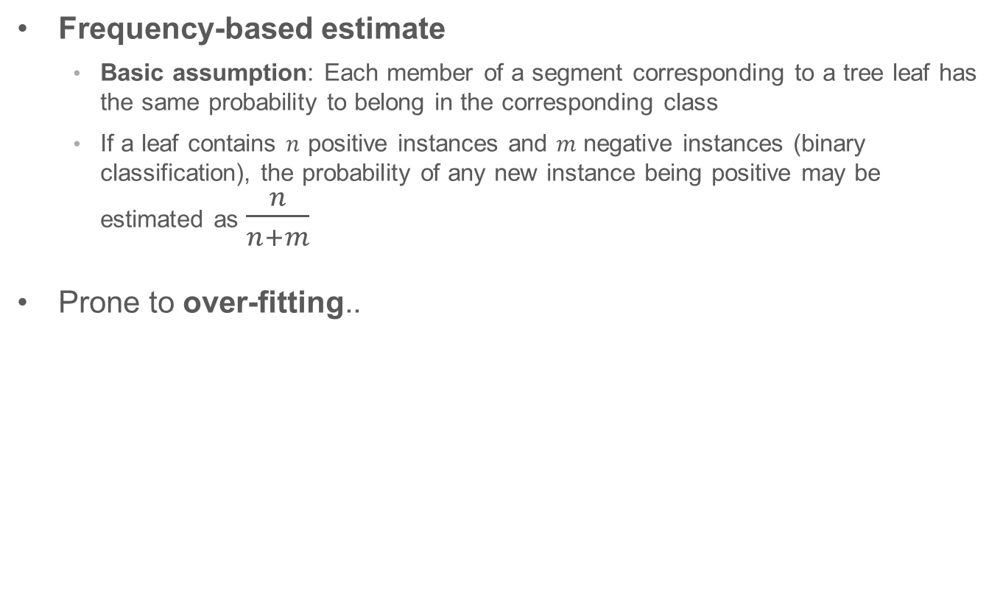 • Frequency-based estimate
• Basic assumption: Each member of a segment corresponding to a tree leaf has
the same probability to belong in the corresponding class
• If a leaf contains 𝑛 positive instances and 𝑚 negative instances (binary
classification), the probability of any new instance being positive may be
estimated as 𝑛/(𝑛+𝑚)
• Prone to over-fitting..